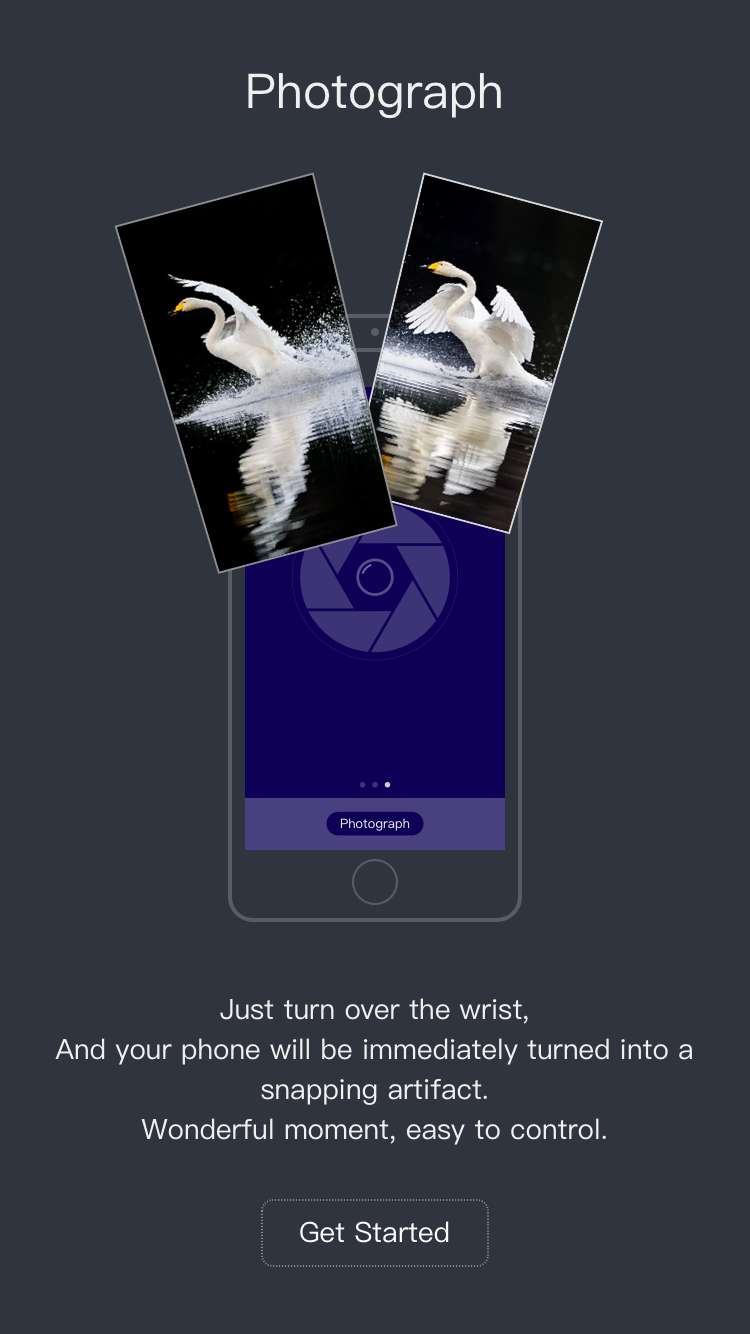 Photograph
Photograph
Just turn over the wrist,
And your phone will be immediately turned into a
snapping artifact.
Wonderful moment, easy to control.
Get Started